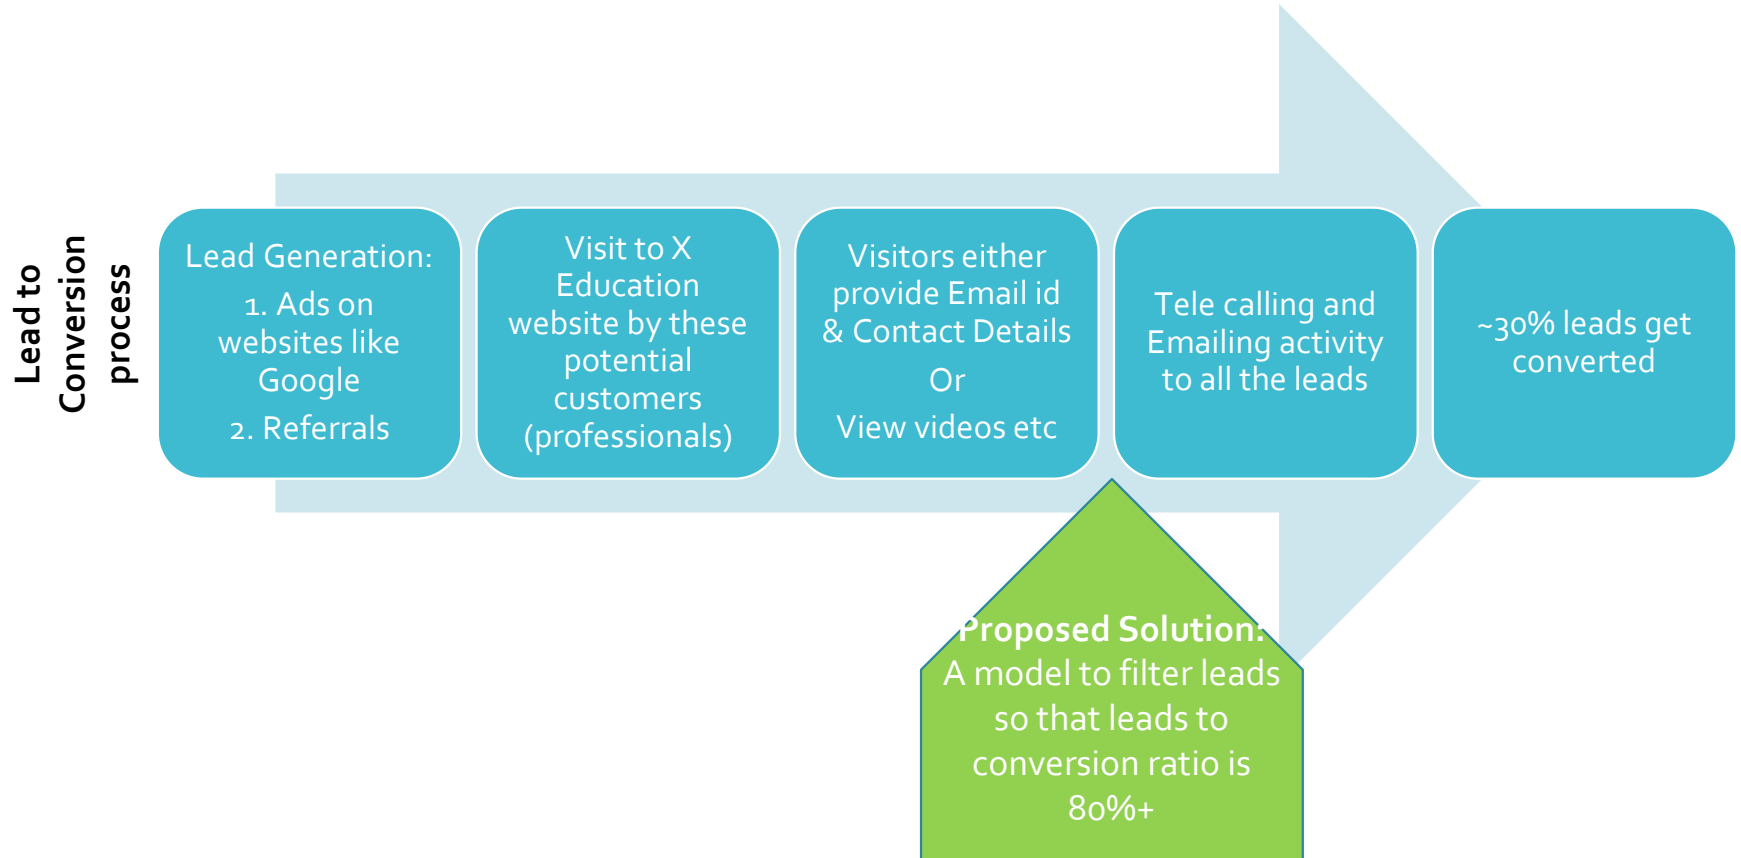 Lead to
Conversion
process
Lead Generation:
1. Ads on
websites like
Google
2. Referrals
Visit to X
Education
website by these
potential
customers
(professionals)
Visitors either
provide Email id
& Contact Details
Or
View videos etc
Tele calling and
Emailing activity
to all the leads
~30% leads get
converted
Proposed Solution:
A model to filter leads
so that leads to
conversion ratio is
80%+